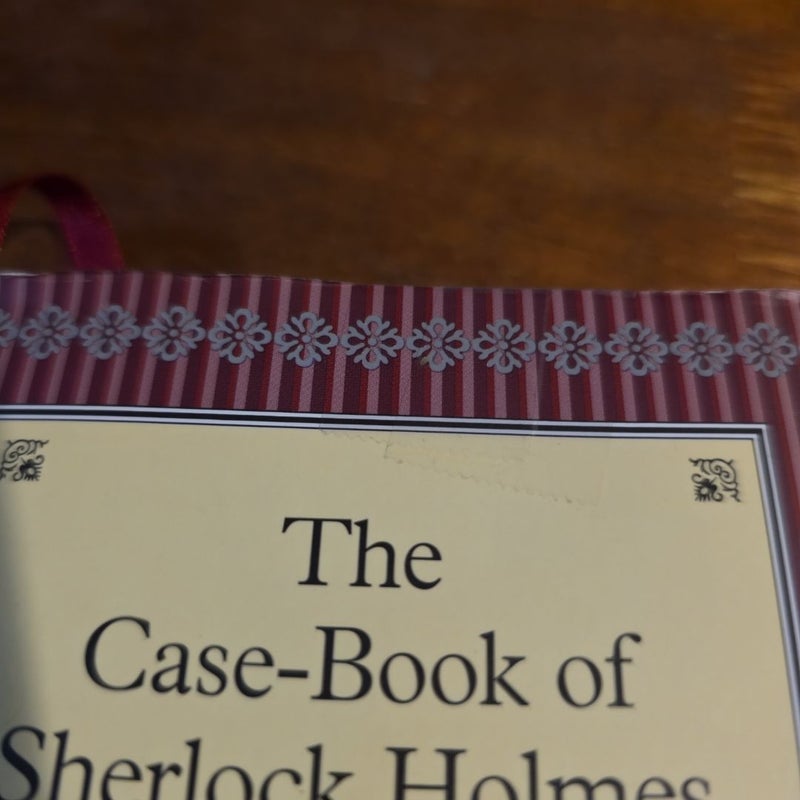 The
Case-Book of
Sherlock Holmes